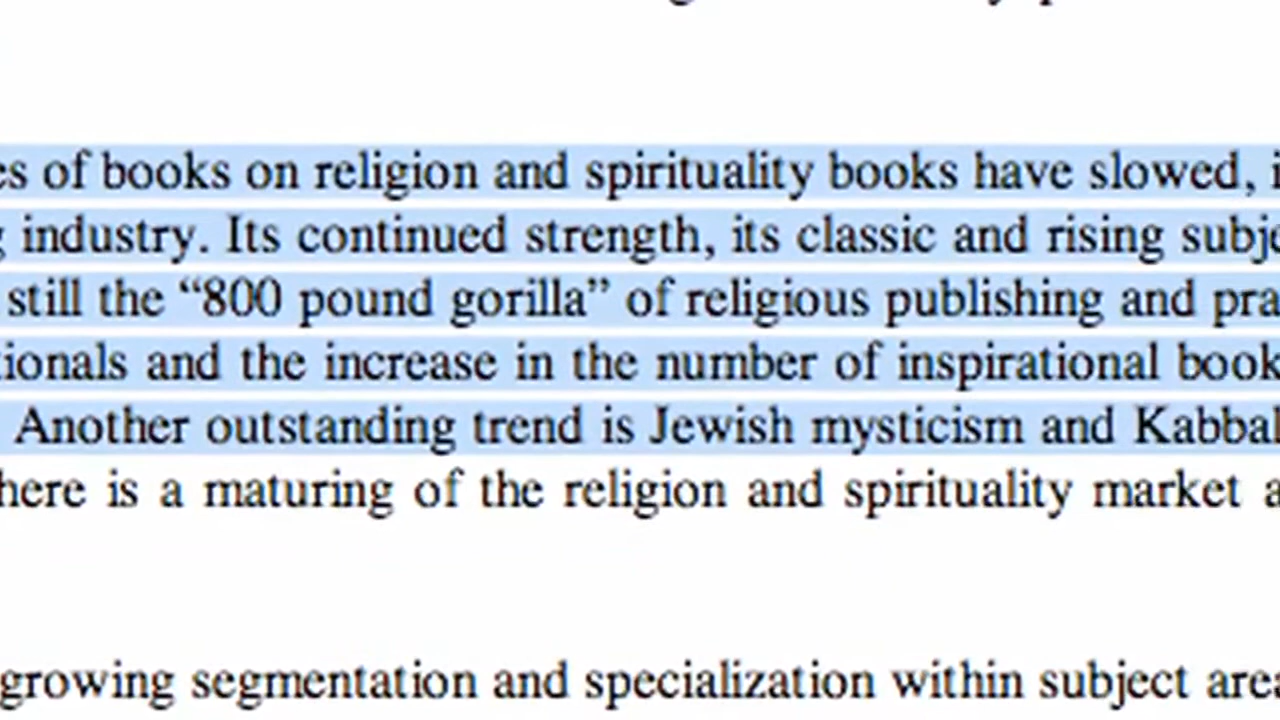 es of books on religion and spirituality books have slowed, i
g industry. Its continued strength, its classic and rising subje
still the “800 pound gorilla” of religious publishing and pra
tionals and the increase in the number of inspirational book
Another outstanding trend is Jewish mysticism and Kabbal
here is a maturing of the religion and spirituality market a
growing segmentation and specialization within subject area